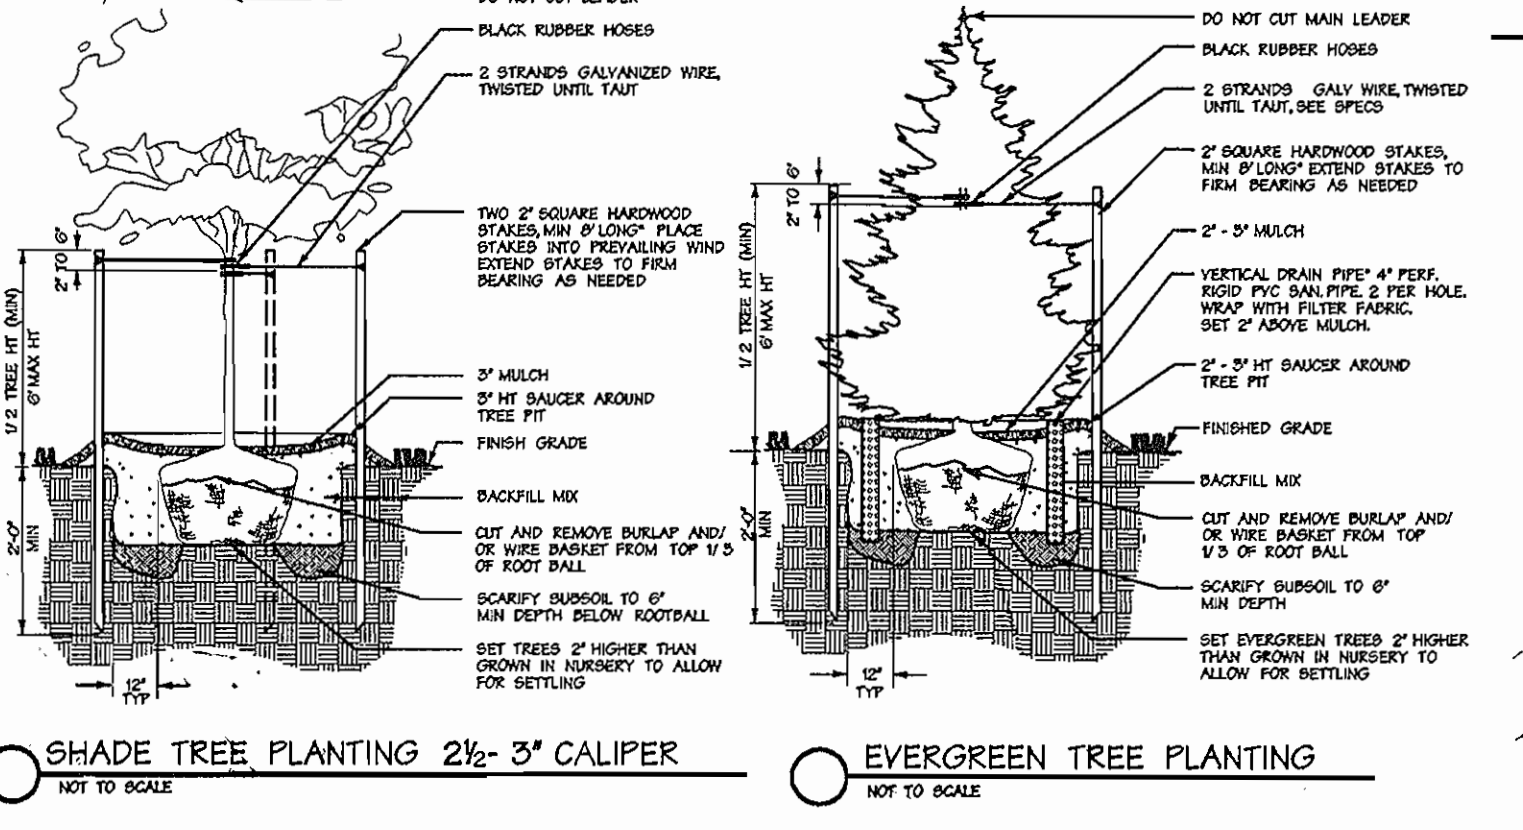 DO NOT CUT LEADER
BLACK RUBBER HOSES
2 STRANDS GALVANIZED WIRE,
TWISTED UNTIL TAUT
TWO 2" SQUARE HARDWOOD
STAKES, MIN 8' LONG* PLACE
STAKES INTO PREVAILING WIND
EXTEND STAKES TO FIRM
BEARING AS NEEDED
3" MULCH
3" HT SAUCER AROUND
TREE PIT
FINISH GRADE
BACKFILL MIX
CUT AND REMOVE BURLAP AND/
OR WIRE BASKET FROM TOP 1/3
OF ROOT BALL
SCARIFY SUBSOIL TO 6"
MIN DEPTH BELOW ROOTBALL
SET TREES 2" HIGHER THAN
GROWN IN NURSERY TO ALLOW
FOR SETTLING
2" TO 6"
1/2 TREE HT (MIN)
6' MAX HT
2'-0"
MIN
12"
TYP
SHADE TREE PLANTING 2½- 3" CALIPER
NOT TO SCALE
DO NOT CUT MAIN LEADER
BLACK RUBBER HOSES
2 STRANDS GALV WIRE, TWISTED
UNTIL TAUT, SEE SPECS
2" SQUARE HARDWOOD STAKES,
MIN 8' LONG* EXTEND STAKES TO
FIRM BEARING AS NEEDED
2" - 3" MULCH
VERTICAL DRAIN PIPE* 4" PERF.
RIGID PVC SAN. PIPE. 2 PER HOLE.
WRAP WITH FILTER FABRIC.
SET 2" ABOVE MULCH.
2" - 3" HT SAUCER AROUND
TREE PIT
FINISHED GRADE
BACKFILL MIX
CUT AND REMOVE BURLAP AND/
OR WIRE BASKET FROM TOP
1/3 OF ROOT BALL
SCARIFY SUBSOIL TO 6"
MIN DEPTH
SET EVERGREEN TREES 2" HIGHER
THAN GROWN IN NURSERY TO
ALLOW FOR SETTLING
2" TO 6"
1/2 TREE HT (MIN)
6' MAX HT
2'-0"
MIN
12"
TYP
EVERGREEN TREE PLANTING
NOT TO SCALE